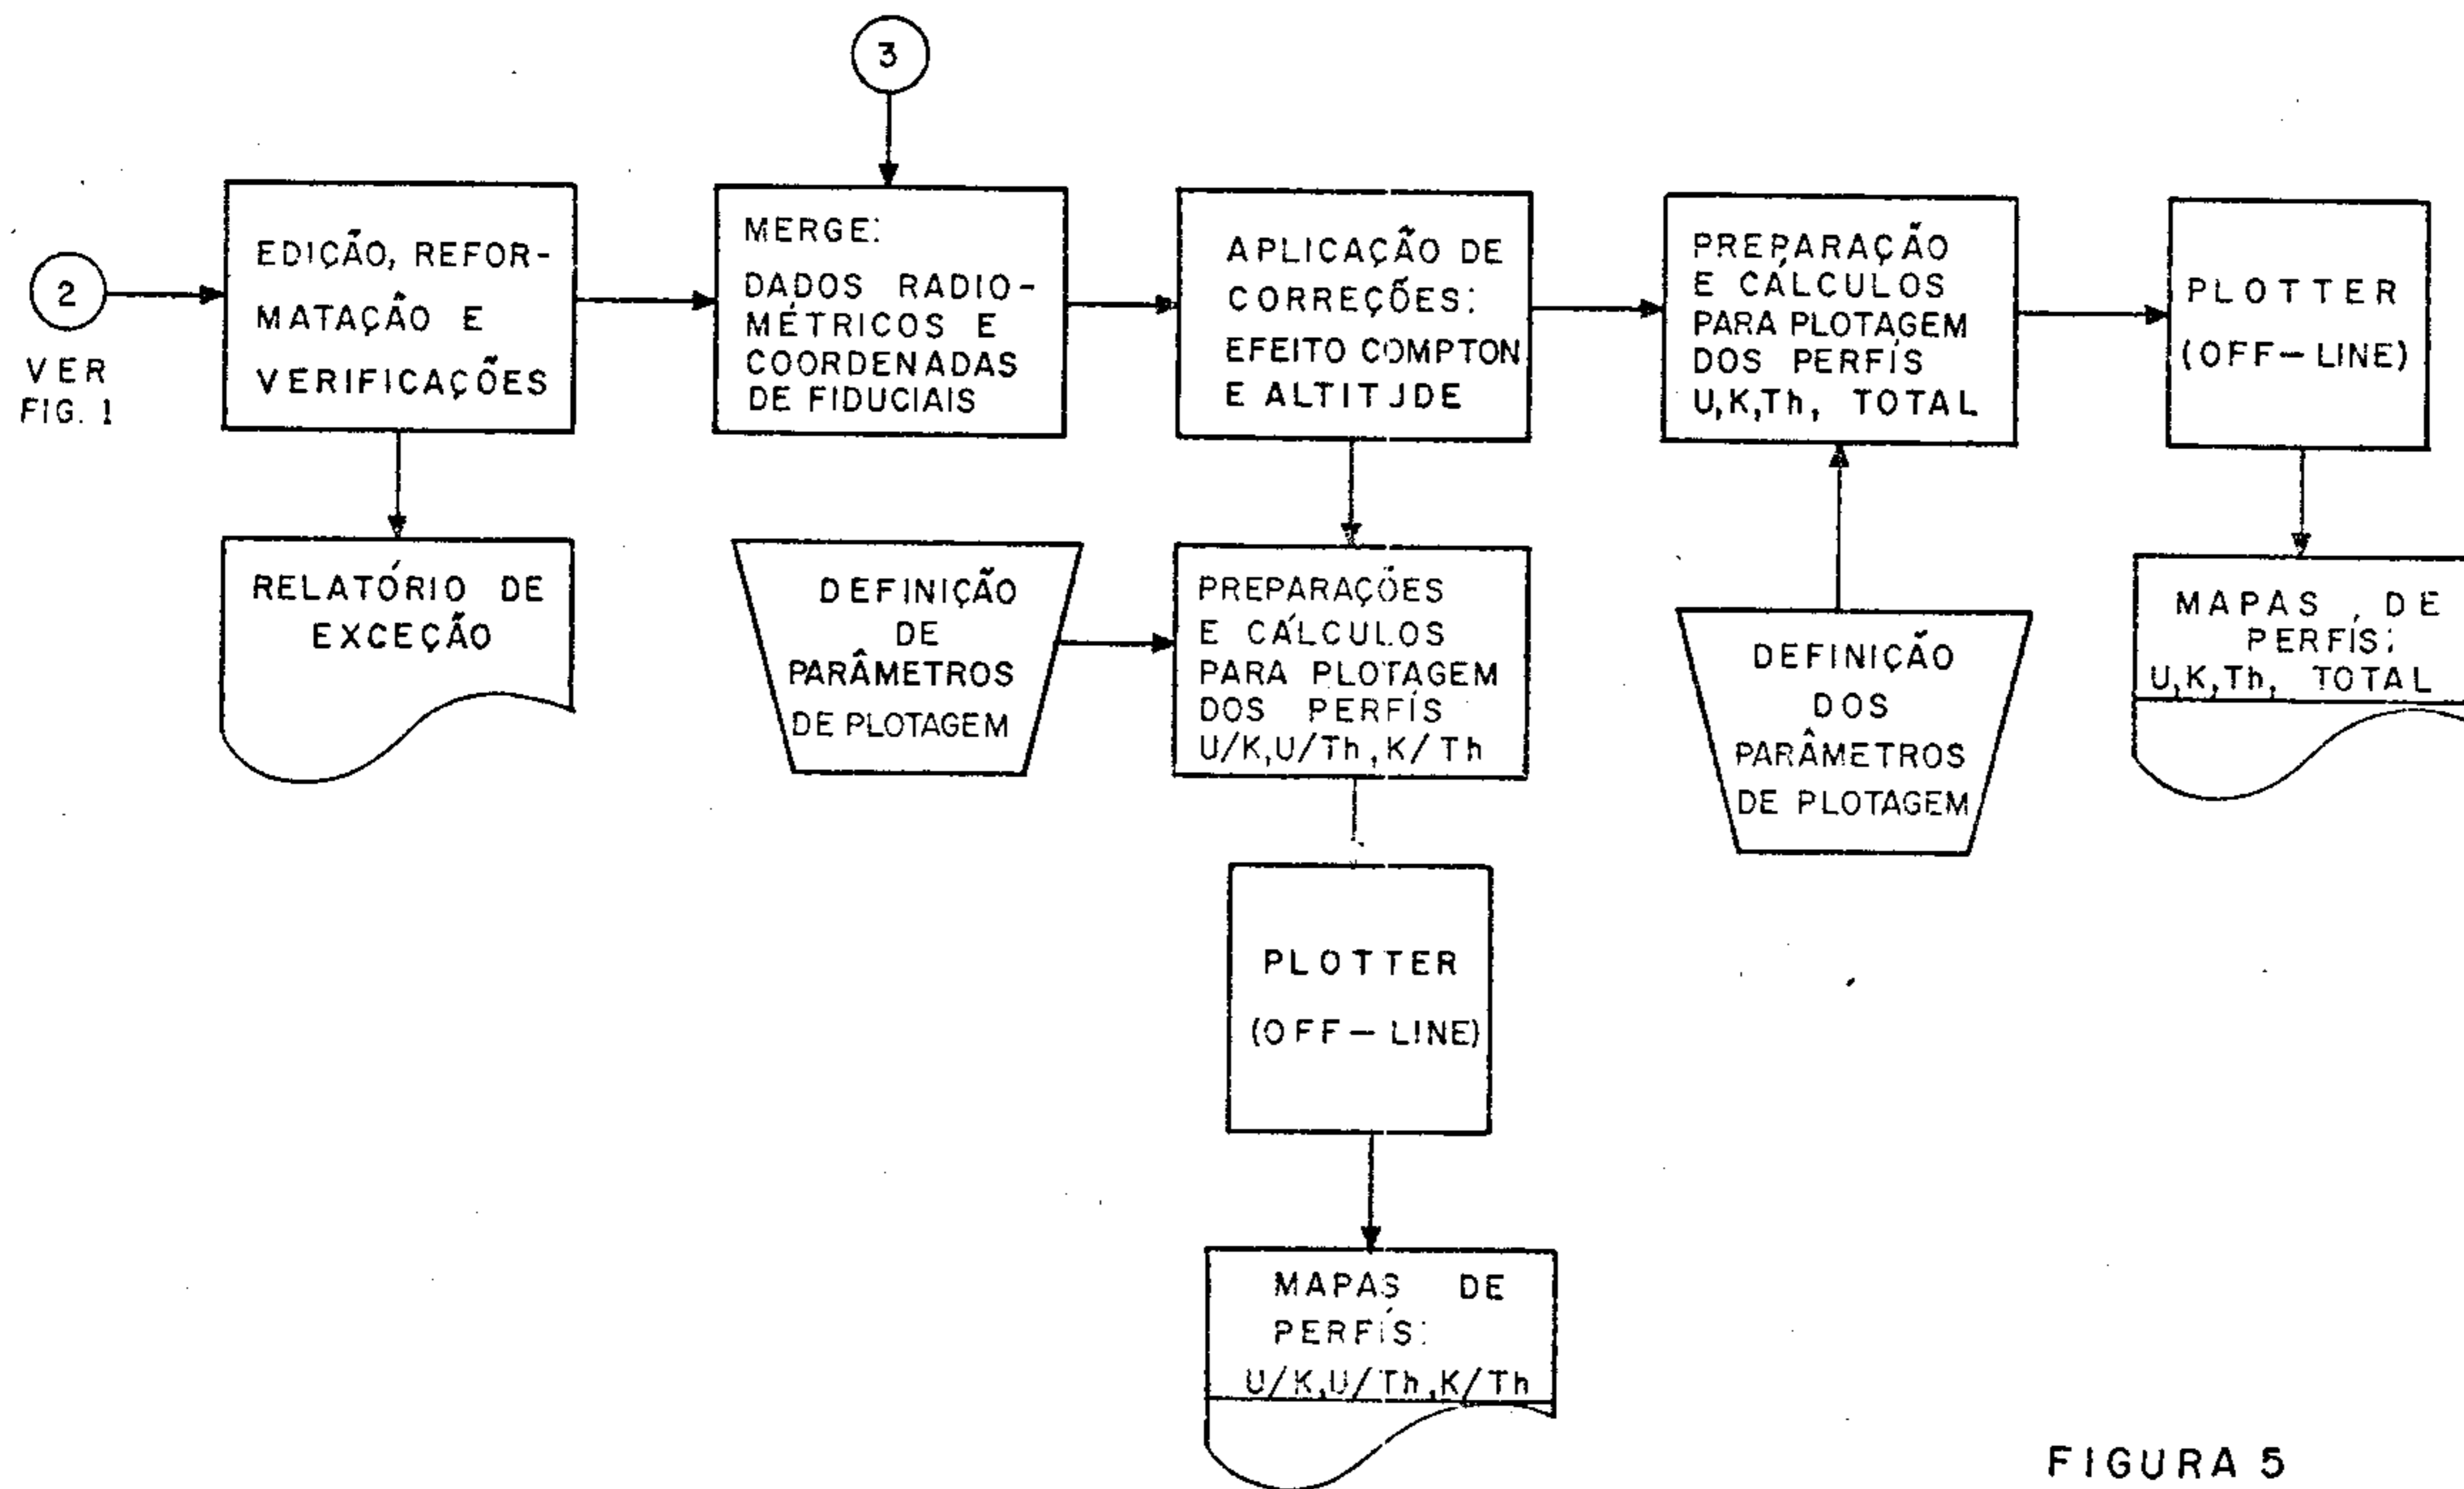 3
2
VER
FIG. 1
EDIÇÃO, REFOR-
MATAÇÃO E
VERIFICAÇÕES
MERGE:
DADOS RADIO-
MÉTRICOS E
COORDENADAS
DE FIDUCIAIS
APLICAÇÃO DE
CORREÇÕES:
EFEITO COMPTON
E ALTITUDE
PREPARAÇÃO
E CÁLCULOS
PARA PLOTAGEM
DOS PERFÍS
U,K,Th, TOTAL
PLOTTER
(OFF-LINE)
RELATÓRIO DE
EXCEÇÃO
DEFINIÇÃO
DE
PARÂMETROS
DE PLOTAGEM
PREPARAÇÕES
E CÁLCULOS
PARA PLOTAGEM
DOS PERFÍS
U/K,U/Th,K/Th
DEFINIÇÃO
DOS
PARÂMETROS
DE PLOTAGEM
MAPAS DE
PERFÍS:
U,K,Th, TOTAL
PLOTTER
(OFF-LINE)
MAPAS DE
PERFÍS:
U/K,U/Th,K/Th
FIGURA 5